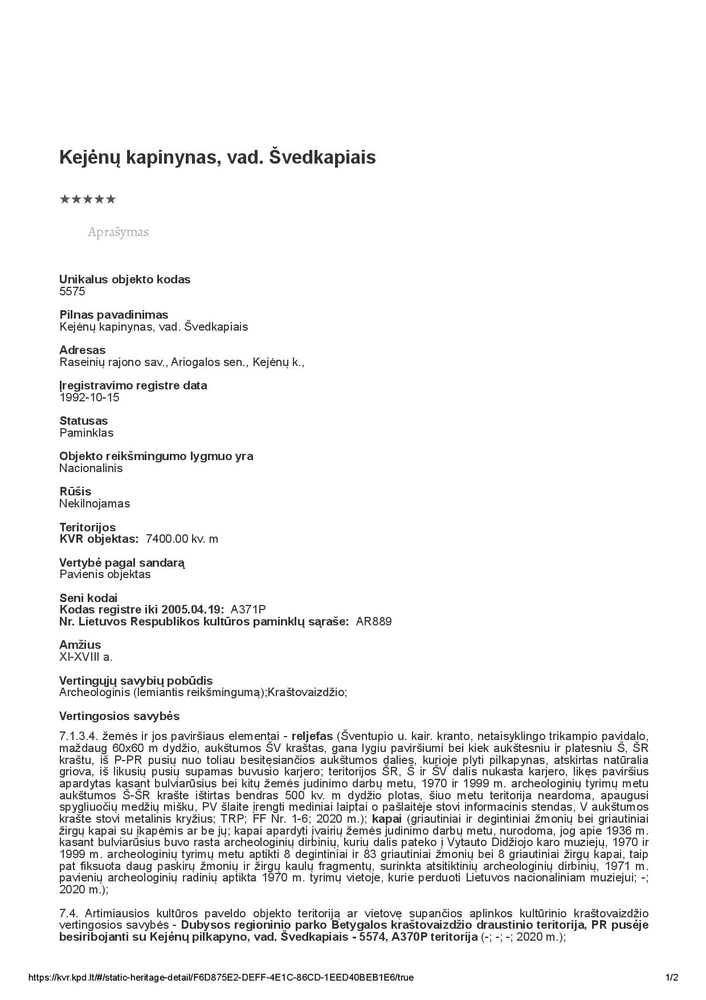 Kejėnų kapinynas, vad. Švedkapiais
★★★★★
Aprašymas
Unikalus objekto kodas
5575
Pilnas pavadinimas
Kejėnų kapinynas, vad. Švedkapiais
Adresas
Raseinių rajono sav., Ariogalos sen., Kejėnų k.,
Įregistravimo registre data
1992-10-15
Statusas
Paminklas
Objekto reikšmingumo lygmuo yra
Nacionalinis
Rūšis
Nekilnojamas
Teritorijos
KVR objektas: 7400.00 kv. m
Vertybė pagal sandarą
Pavienis objektas
Seni kodai
Kodas registre iki 2005.04.19: A371P
Nr. Lietuvos Respublikos kultūros paminklų sąraše: AR889
Amžius
XI-XVIII a.
Vertingųjų savybių pobūdis
Archeologinis (lemiantis reikšmingumą);Kraštovaizdžio;
Vertingosios savybės
7.1.3.4. žemės ir jos paviršiaus elementai - reljefas (Šventupio u. kair. kranto, netaisyklingo trikampio pavidalo,
maždaug 60x60 m dydžio, aukštumos ŠV kraštas, gana lygiu paviršiumi bei kiek aukštesniu ir platesniu Š, ŠR
kraštu, iš P-PR pusių nuo toliau besitęsiančios aukštumos dalies, kurioje plyti pilkapynas, atskirtas natūralia
griova, iš likusių pusių supamas buvusio karjero; teritorijos ŠR, Š ir ŠV dalis nukasta karjero, likęs paviršius
apardytas kasant bulviarūsius bei kitų žemės judinimo darbų metu, 1970 ir 1999 m. archeologinių tyrimų metu
aukštumos Š-ŠR krašte ištirtas bendras 500 kv. m dydžio plotas, šiuo metu teritorija neardoma, apaugusi
spygliuočių medžių mišku, PV šlaite įrengti mediniai laiptai o pašlaitėje stovi informacinis stendas, V aukštumos
krašte stovi metalinis kryžius; TRP; FF Nr. 1-6; 2020 m.); kapai (griautiniai ir degintiniai žmonių bei griautiniai
žirgų kapai su įkapėmis ar be jų; kapai apardyti įvairių žemės judinimo darbų metu, nurodoma, jog apie 1936 m.
kasant bulviarūsius buvo rasta archeologinių dirbinių, kurių dalis pateko į Vytauto Didžiojo karo muziejų, 1970 ir
1999 m. archeologinių tyrimų metu aptikti 8 degintiniai ir 83 griautiniai žmonių bei 8 griautiniai žirgų kapai, taip
pat fiksuota daug paskirų žmonių ir žirgų kaulų fragmentų, surinkta atsitiktinių archeologinių dirbinių, 1971 m.
pavienių archeologinių radinių aptikta 1970 m. tyrimų vietoje, kurie perduoti Lietuvos nacionaliniam muziejui; -;
2020 m.);
7.4. Artimiausios kultūros paveldo objekto teritoriją ar vietovę supančios aplinkos kultūrinio kraštovaizdžio
vertingosios savybės - Dubysos regioninio parko Betygalos kraštovaizdžio draustinio teritorija, PR pusėje
besiribojanti su Kejėnų pilkapyno, vad. Švedkapiais - 5574, A370P teritorija (-; -; -; 2020 m.);
https://kvr.kpd.lt/#/static-heritage-detail/F6D875E2-DEFF-4E1C-86CD-1EED40BEB1E6/true
1/2